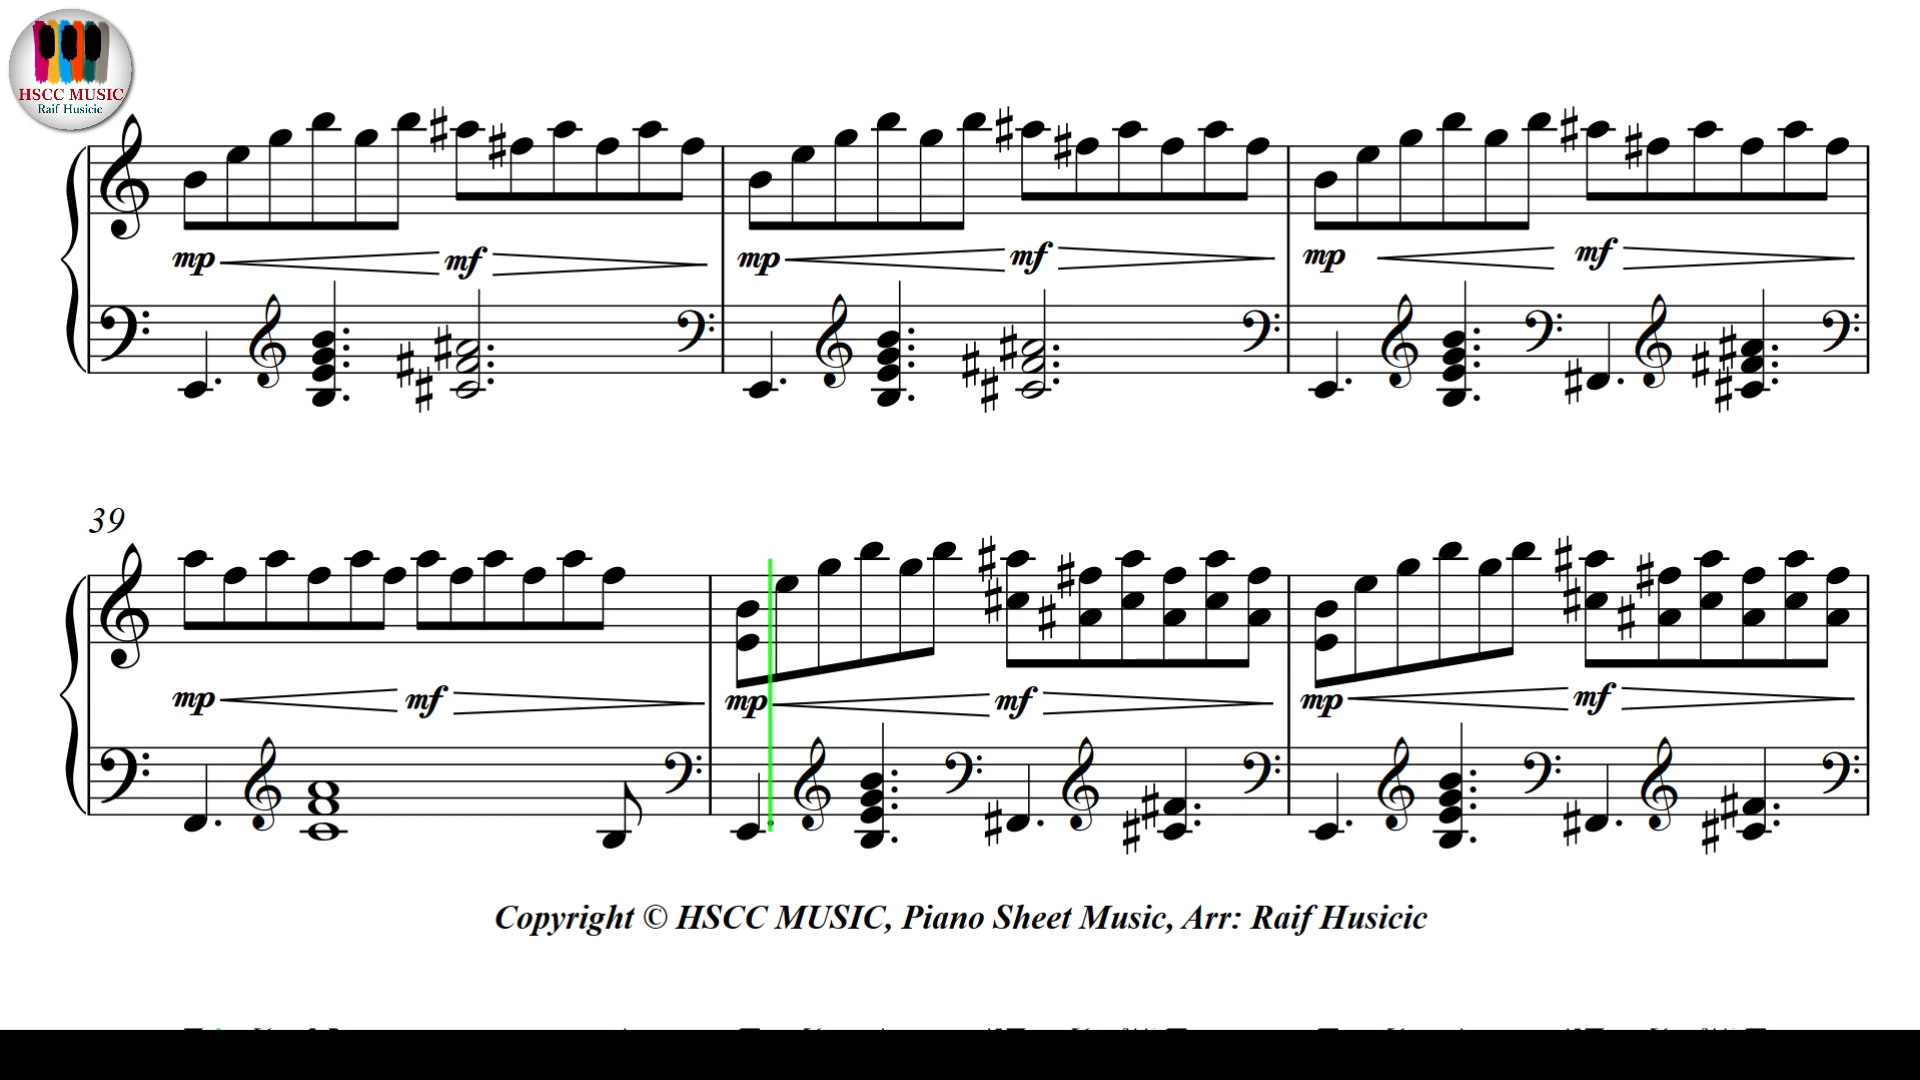 HSCC MUSIC
Raif Husicic
mp mf mp mf mp mf
39
mp mf mp mf mp mf
Copyright © HSCC MUSIC, Piano Sheet Music, Arr: Raif Husicic